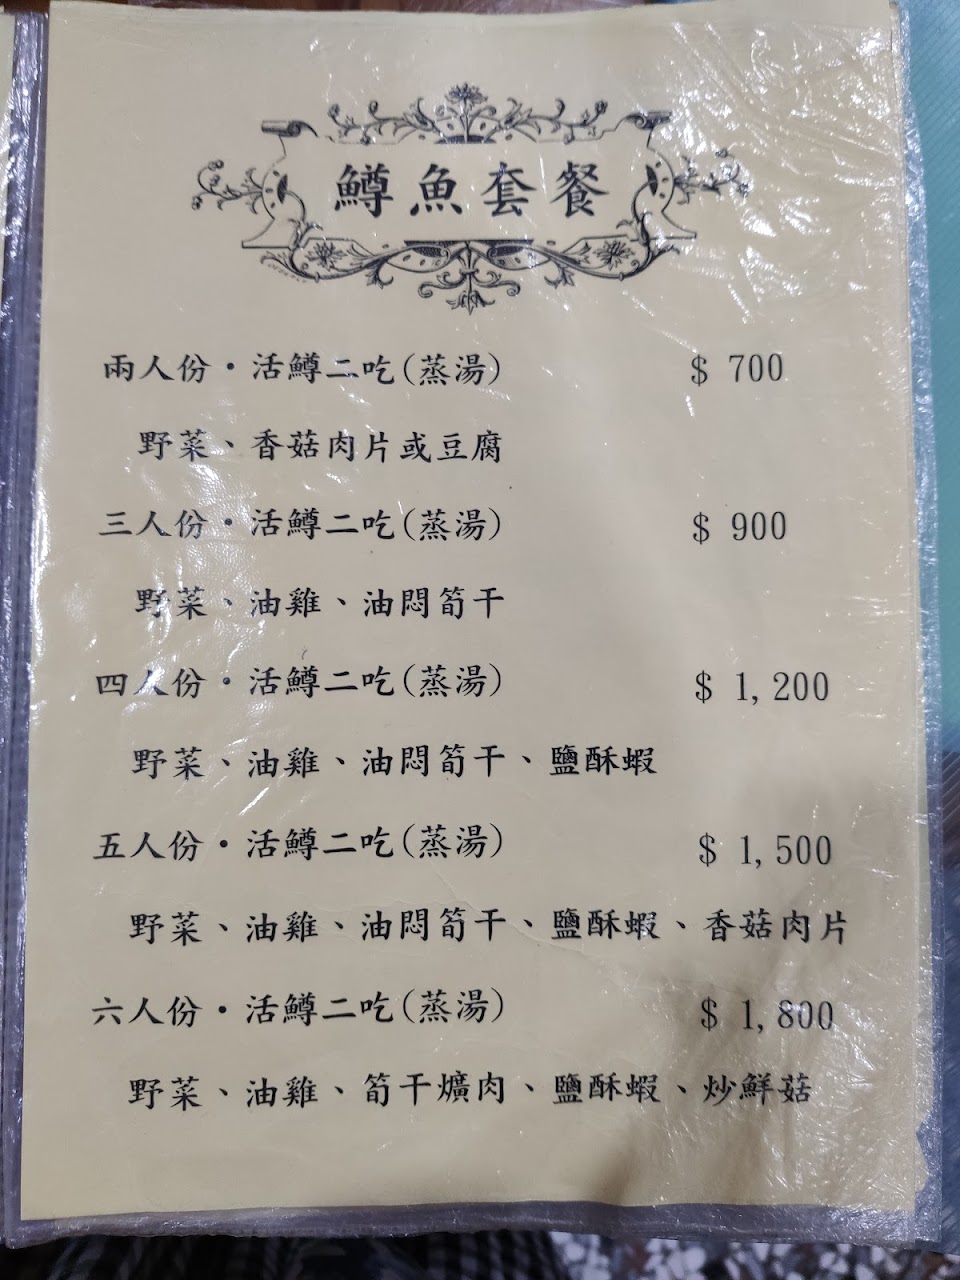 鱒魚套餐
兩人份・活鱒二吃(蒸湯) $ 700
野菜、香菇肉片或豆腐
三人份・活鱒二吃(蒸湯) $ 900
野菜、油雞、油悶筍干
四人份・活鱒二吃(蒸湯) $ 1,200
野菜、油雞、油悶筍干、鹽酥蝦
五人份・活鱒二吃(蒸湯) $ 1,500
野菜、油雞、油悶筍干、鹽酥蝦、香菇肉片
六人份・活鱒二吃(蒸湯) $ 1,800
野菜、油雞、筍干爌肉、鹽酥蝦、炒鮮菇